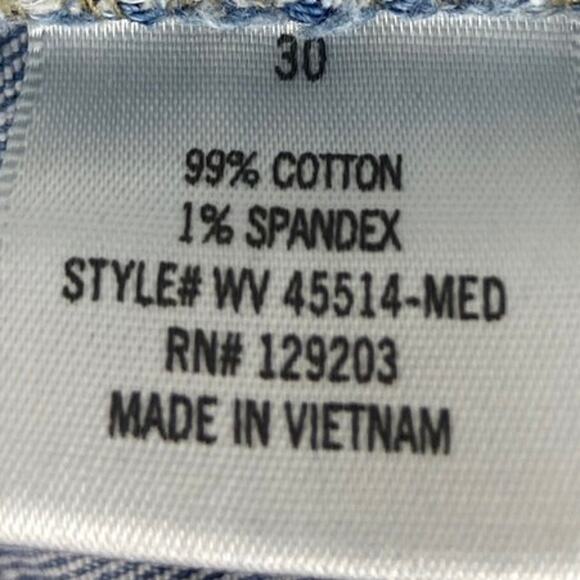 30
99% COTTON
1% SPANDEX
STYLE# WV 45514-MED
RN# 129203
MADE IN VIETNAM